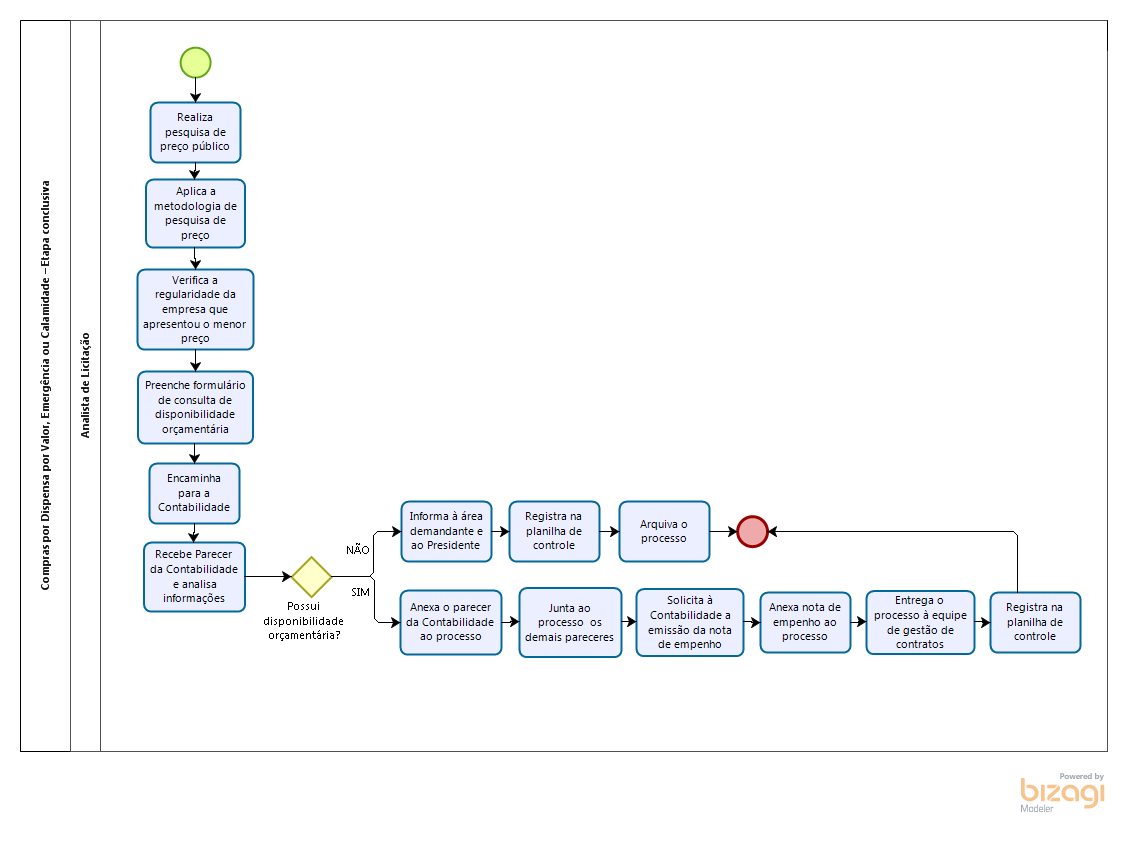 Compras por Dispensa por Valor, Emergência ou Calamidade – Etapa conclusiva
Analista de Licitação
Realiza
pesquisa de
preço público
Aplica a
metodologia de
pesquisa de
preço
Verifica a
regularidade da
empresa que
apresentou o menor
preço
Preenche formulário
de consulta de
disponibilidade
orçamentária
Encaminha
para a
Contabilidade
Recebe Parecer
da Contabilidade
e analisa
informações
Possui
disponibilidade
orçamentária?
NÃO
Informa à área
demandante e
ao Presidente
Registra na
planilha de
controle
Arquiva o
processo
SIM
Anexa o parecer
da Contabilidade
ao processo
Junta ao
processo os
demais pareceres
Solicita à
Contabilidade a
emissão da nota
de empenho
Anexa nota de
empenho ao
processo
Entrega o
processo à equipe
de gestão de
contratos
Registra na
planilha de
controle
Powered by
bizagi
Modeler